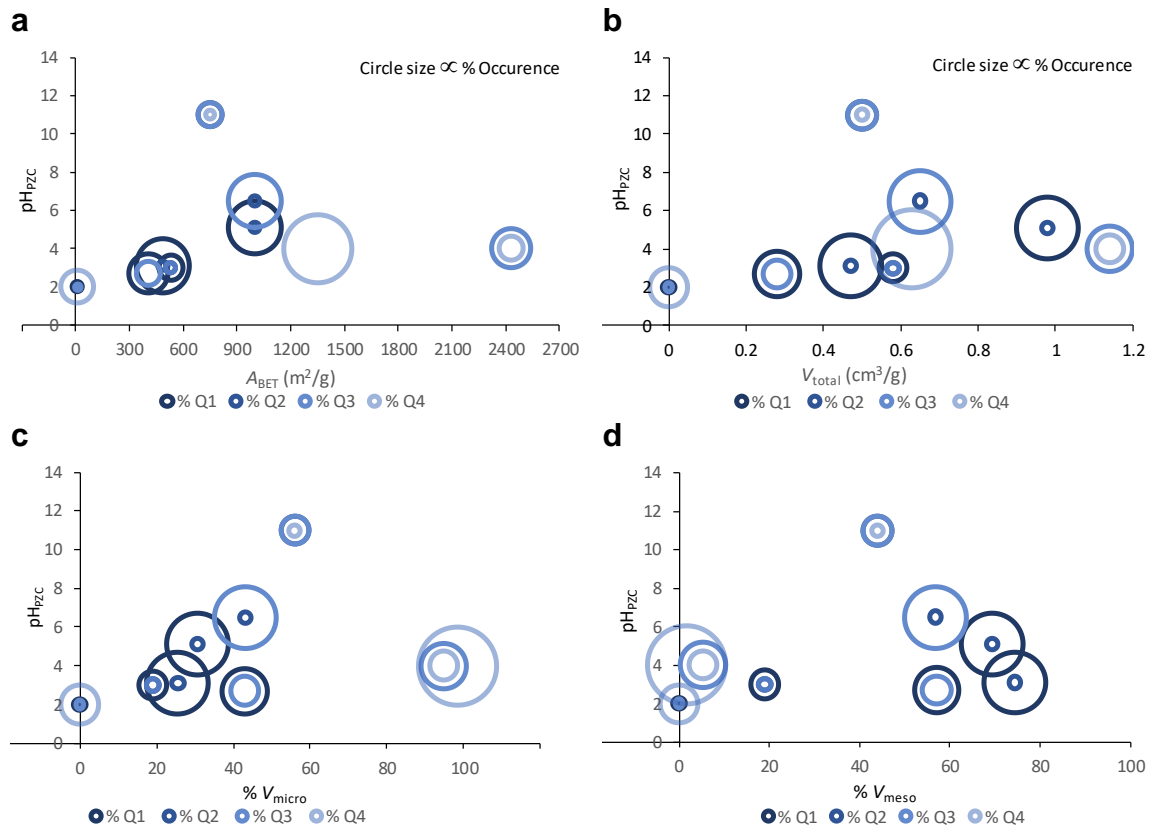 a
Circle size ∝ % Occurence
pHPZC
14
12
10
8
6
4
2
0
0 300 600 900 1200 1500 1800 2100 2400 2700
ABET (m2/g)
% Q1 % Q2 % Q3 % Q4
b
Circle size ∝ % Occurence
pHPZC
14
12
10
8
6
4
2
0
0 0.2 0.4 0.6 0.8 1 1.2
Vtotal (cm3/g)
% Q1 % Q2 % Q3 % Q4
c
pHPZC
14
12
10
8
6
4
2
0
0 20 40 60 80 100
% Vmicro
% Q1 % Q2 % Q3 % Q4
d
pHPZC
14
12
10
8
6
4
2
0
0 20 40 60 80 100
% Vmeso
% Q1 % Q2 % Q3 % Q4